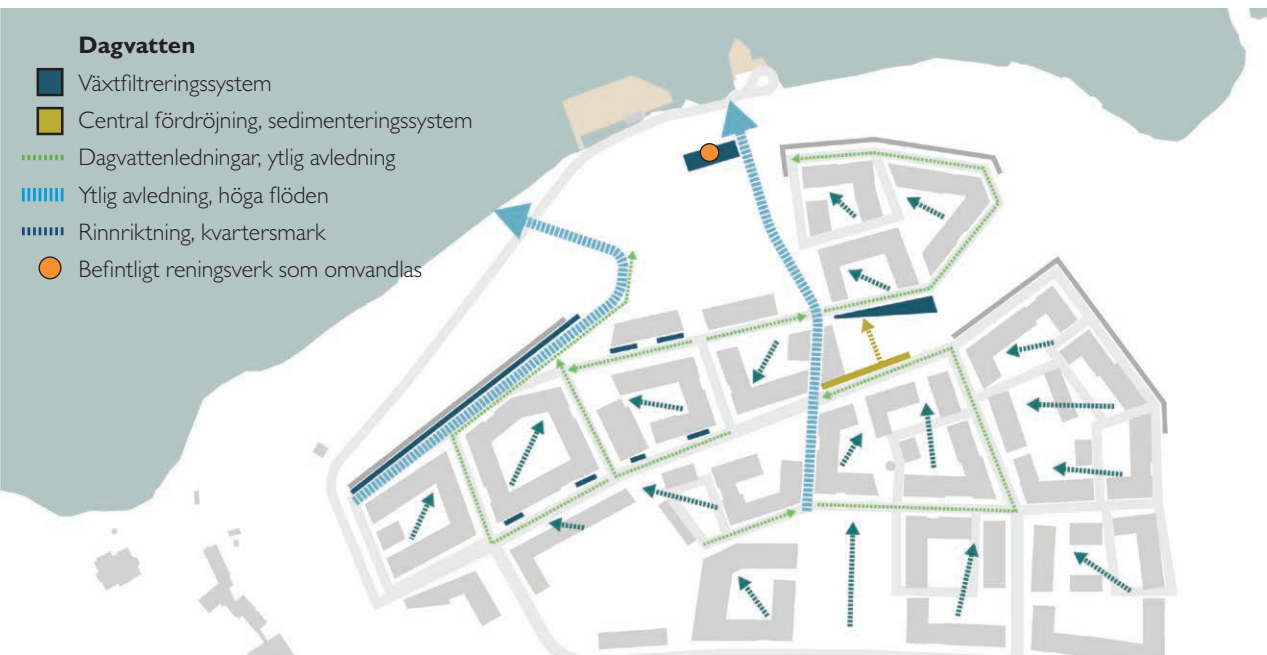 Dagvatten
Växtfiltreringssystem
Central fördröjning, sedimenteringssystem
Dagvattenledningar, ytlig avledning
Ytlig avledning, höga flöden
Rinnriktning, kvartersmark
Befintligt reningsverk som omvandlas